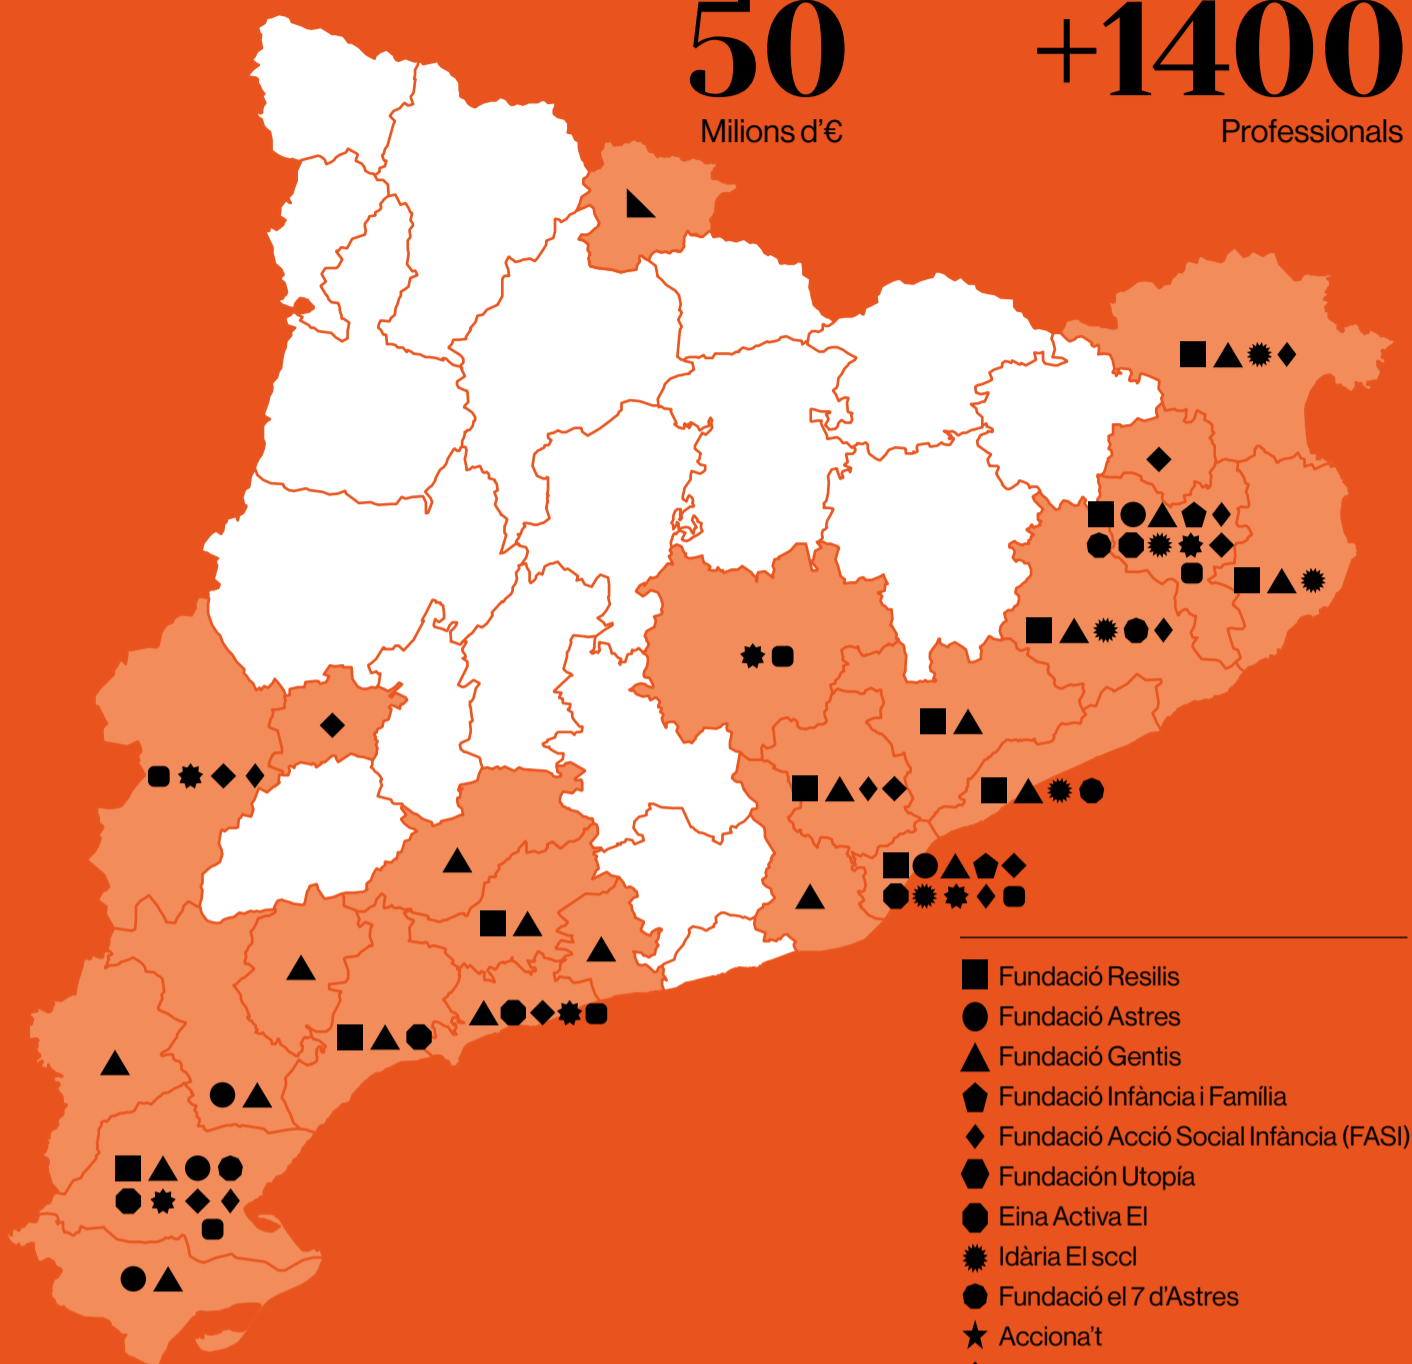 50
Milions d'€
+1400
Professionals
Fundació Resilis
Fundació Astres
Fundació Gentis
Fundació Infància i Família
Fundació Acció Social Infància (FASI)
Fundación Utopía
Eina Activa EI
Idària EI sccl
Fundació el 7 d'Astres
Acciona't